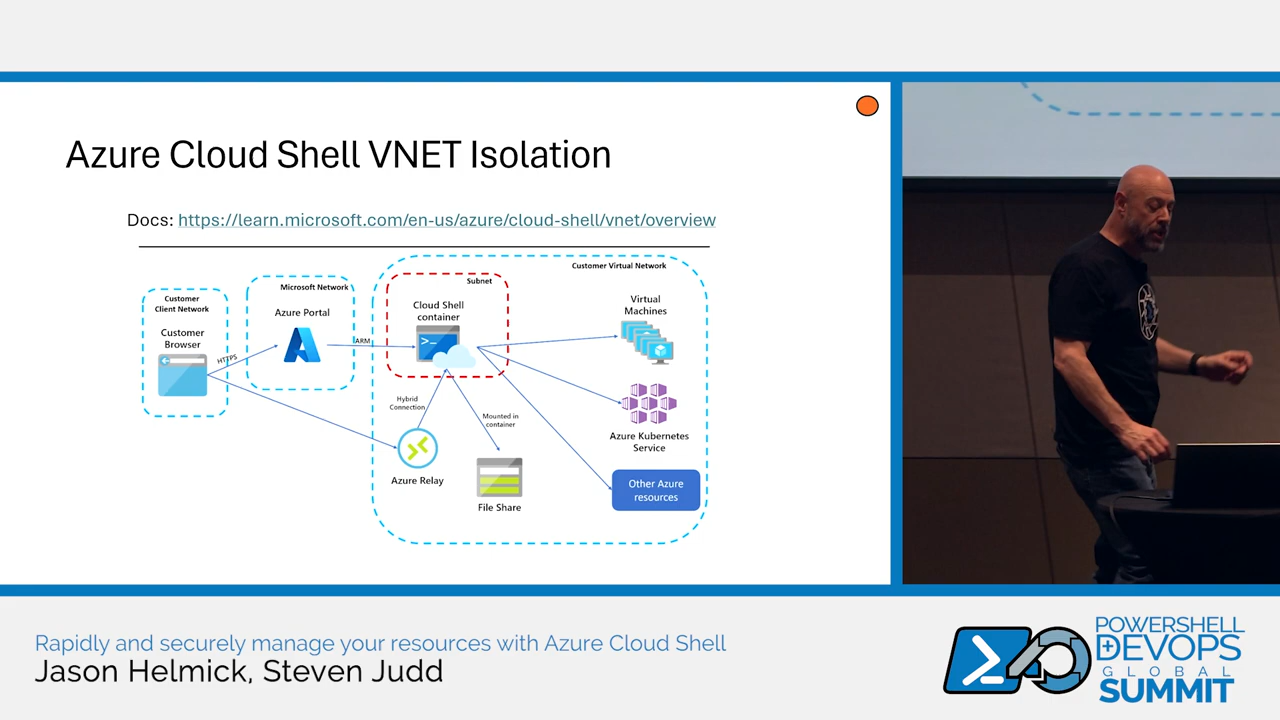 Azure Cloud Shell VNET Isolation
Docs: https://learn.microsoft.com/en-us/azure/cloud-shell/vnet/overview
Customer Virtual Network
Subnet
Microsoft Network
Customer
Client Network
Customer
Browser
HTTPS
Azure Portal
ARM
Cloud Shell
container
Virtual
Machines
Hybrid
Connection
Mounted in
container
Azure Kubernetes
Service
Azure Relay
File Share
Other Azure
resources
Rapidly and securely manage your resources with Azure Cloud Shell
Jason Helmick, Steven Judd
POWERSHELL
DEVOPS
GLOBAL
SUMMIT